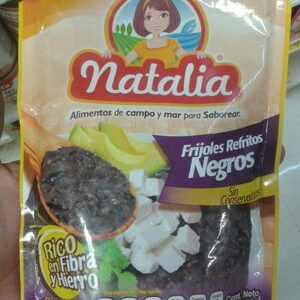 natalia
Alimentos de campo y mar para Saborear.
Frijoles Refritos
Negros
Sin
Conservadores
Rico
en Fibra
y Hierro
Cont. Neto